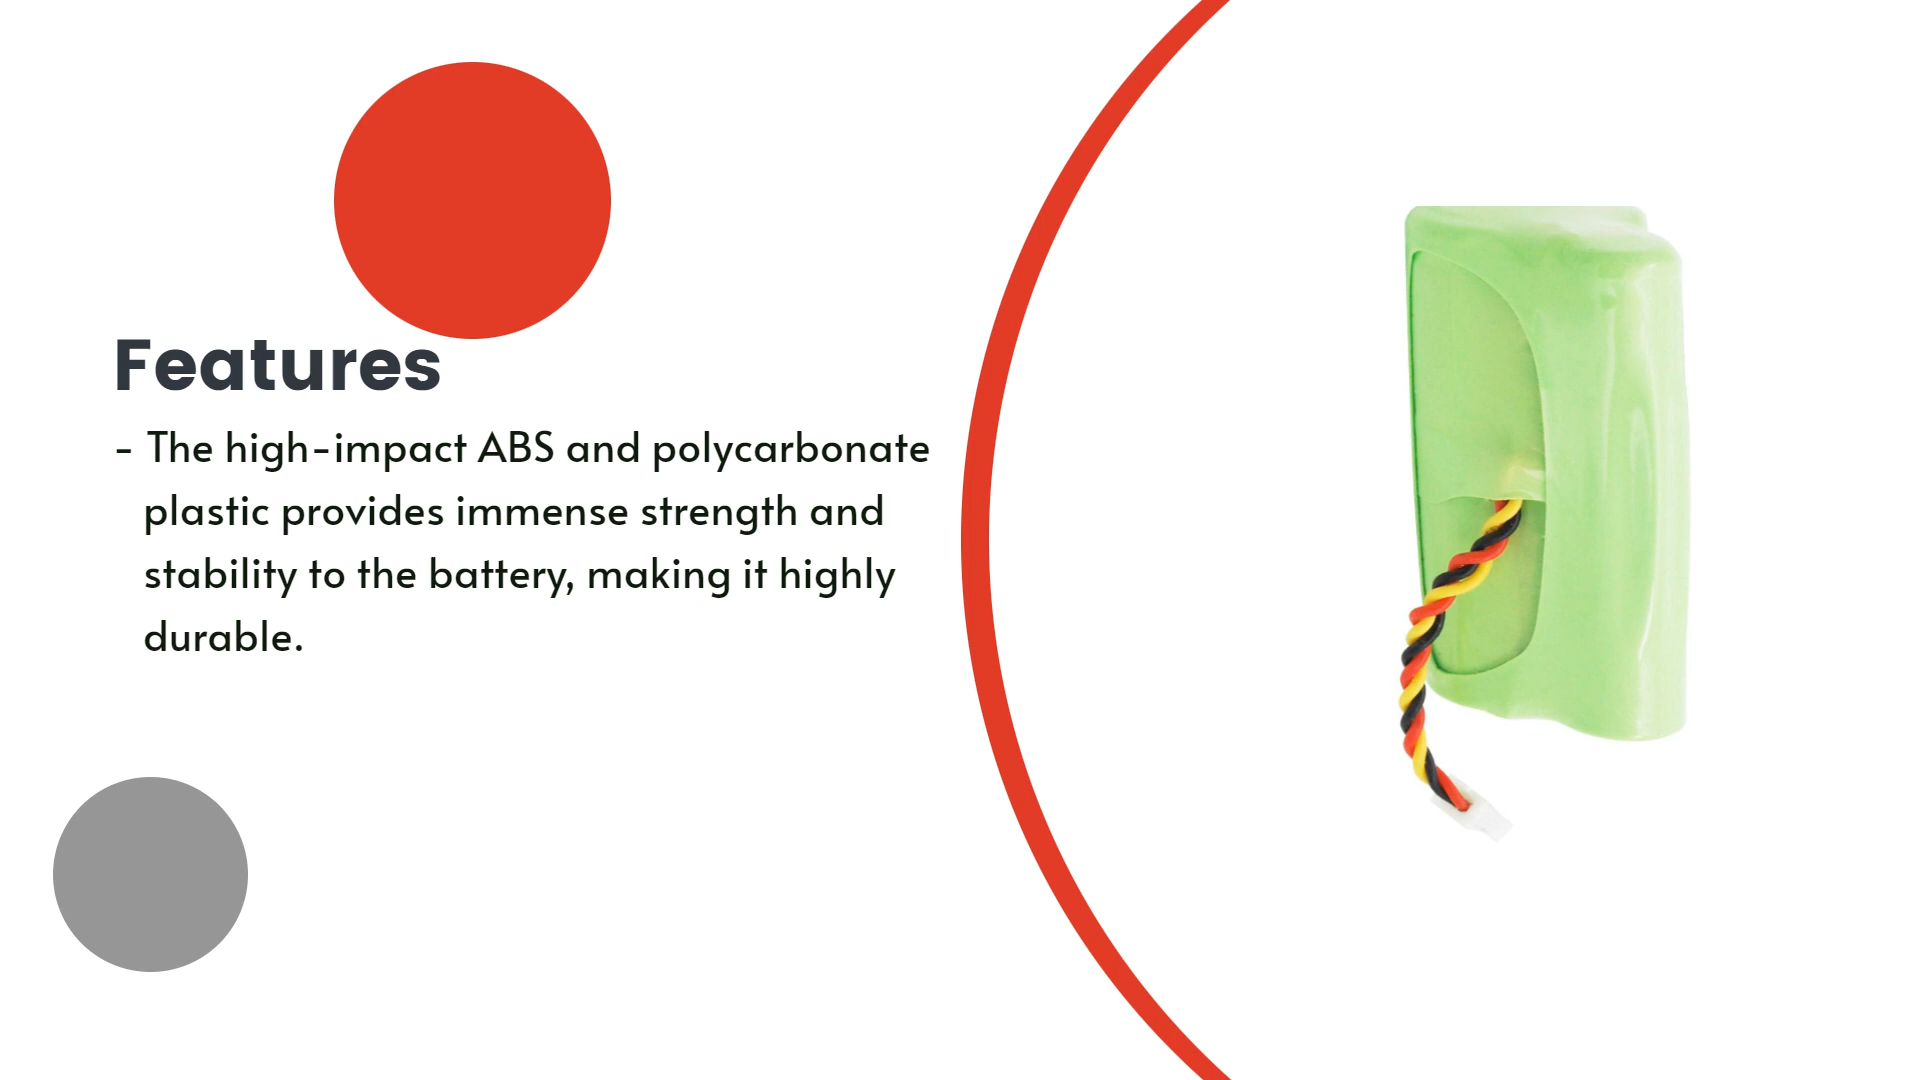 Features
- The high-impact ABS and polycarbonate
plastic provides immense strength and
stability to the battery, making it highly
durable.